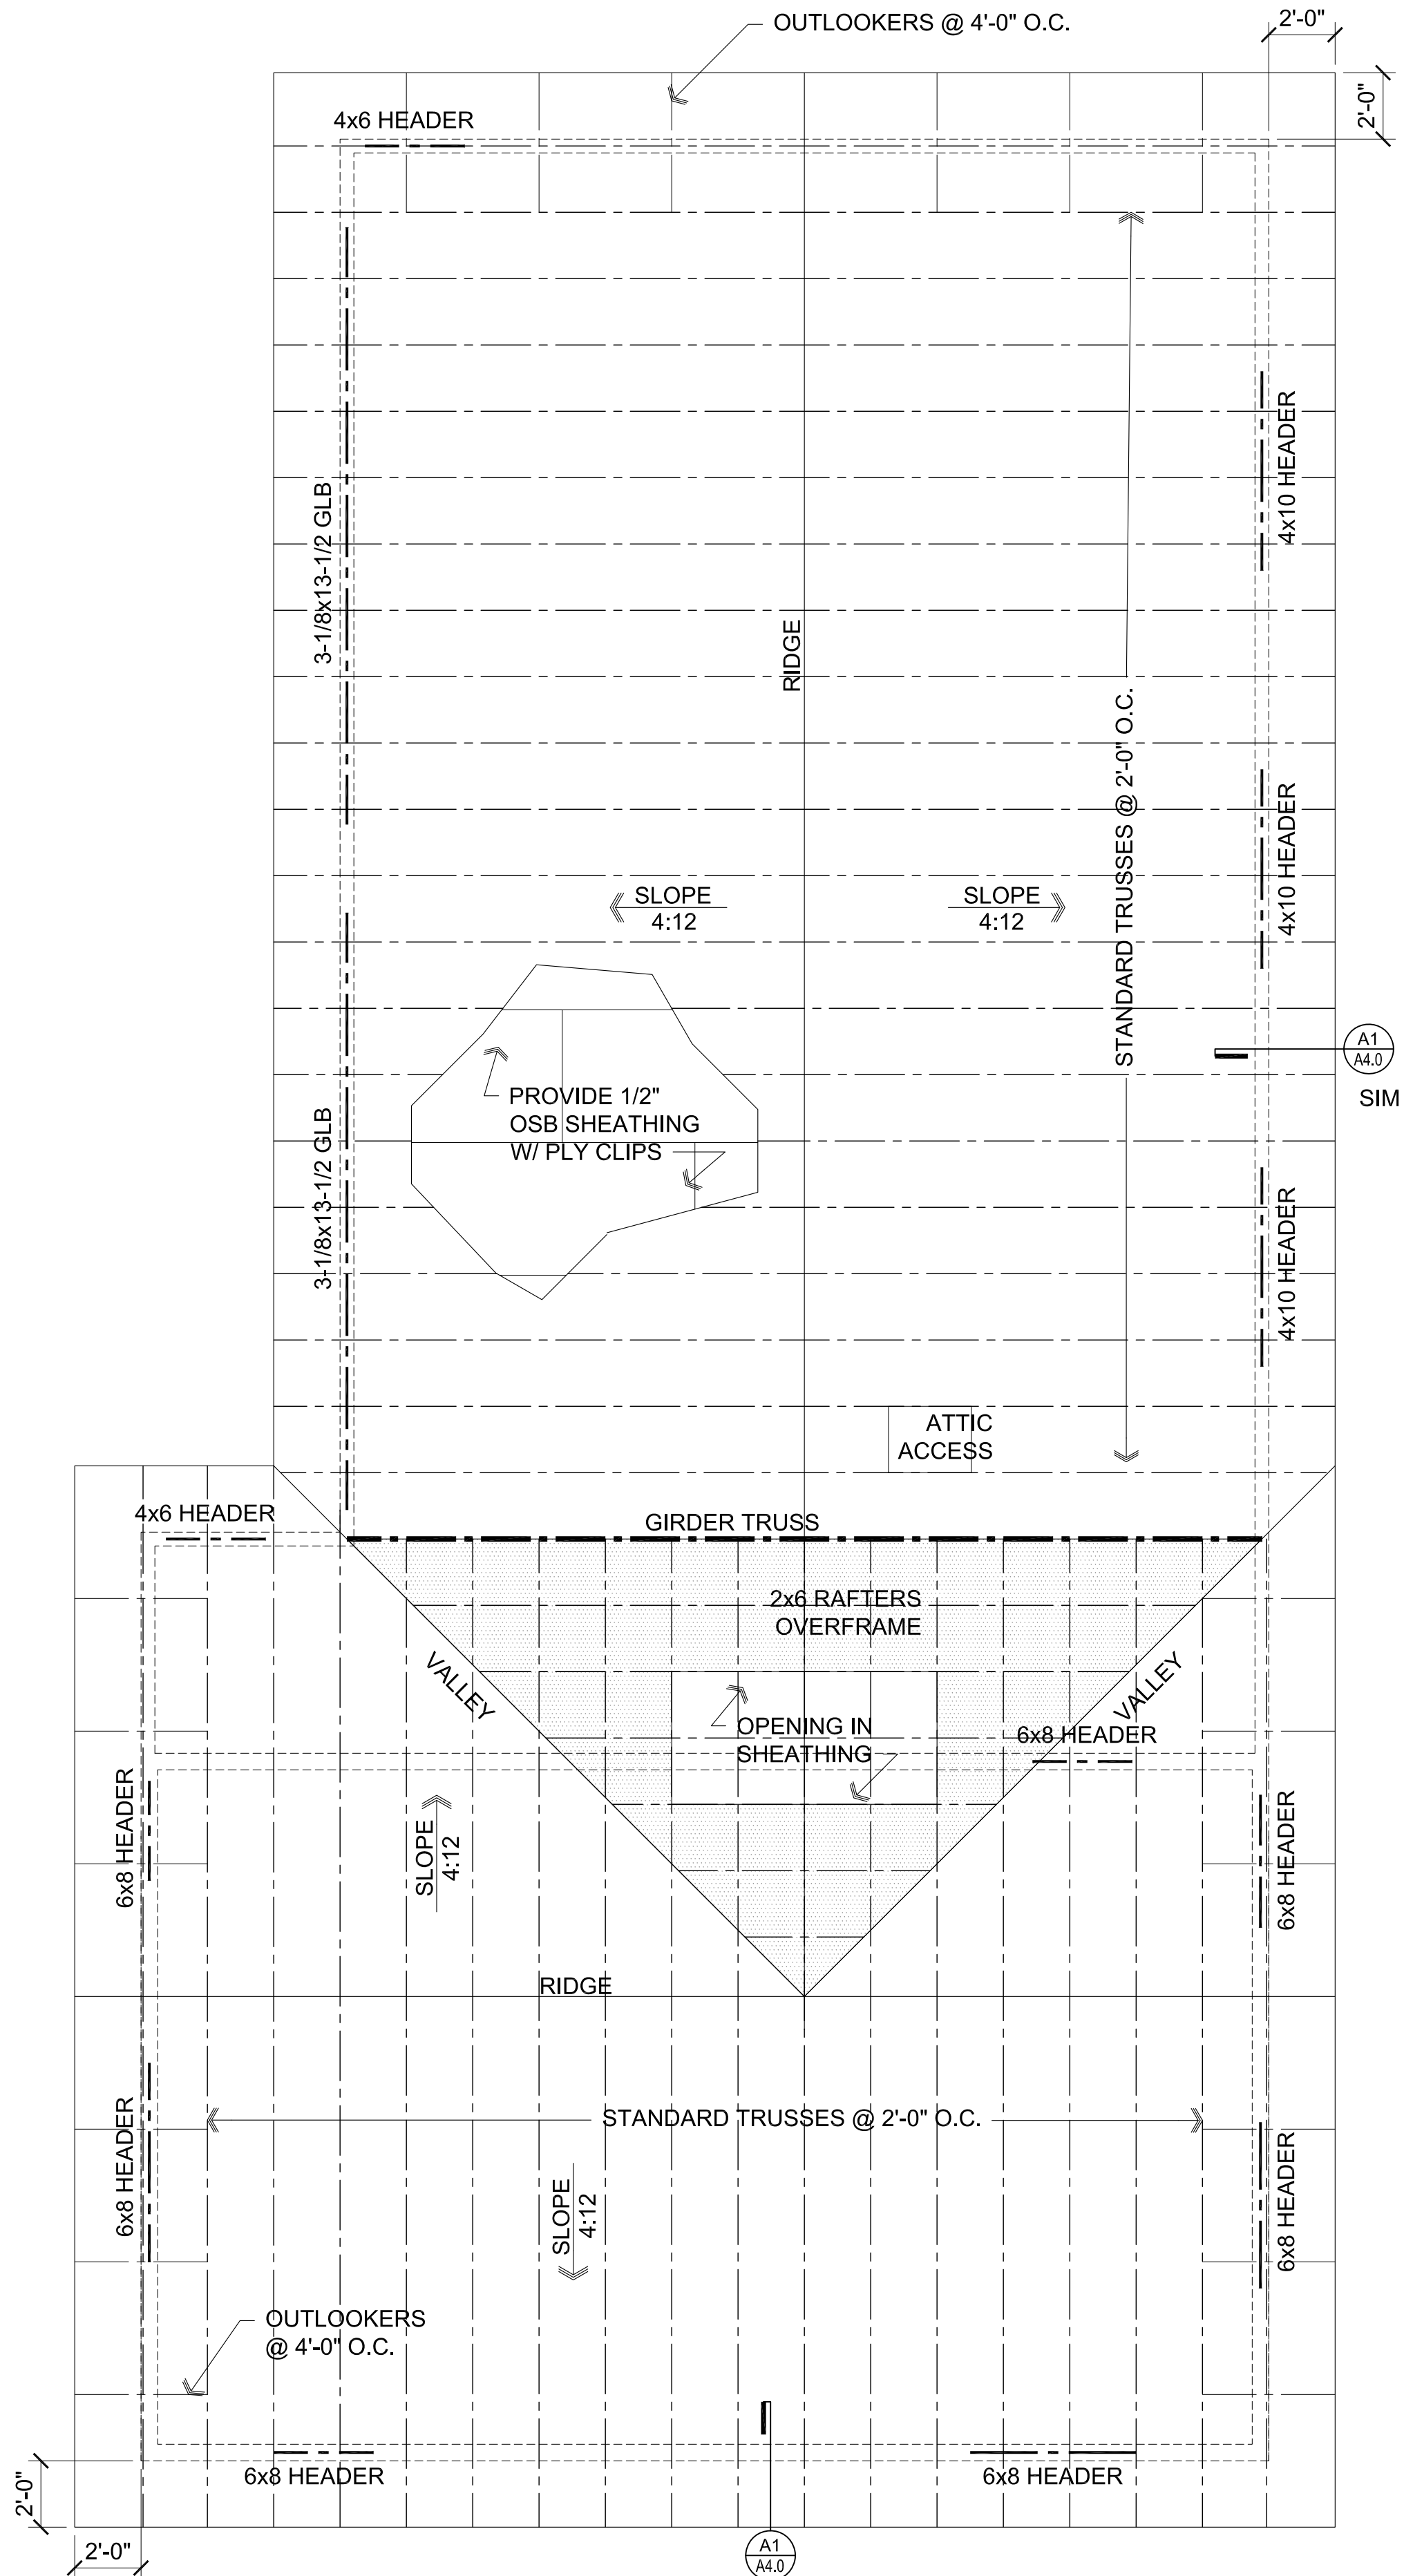 OUTLOOKERS @ 4'-0" O.C.
2'-0"
2'-0"
4x6 HEADER
3-1/8x13-1/2 GLB
4x10 HEADER
RIDGE
STANDARD TRUSSES @ 2'-0" O.C.
4x10 HEADER
SLOPE
4:12
SLOPE
4:12
A1
A4.0
SIM
PROVIDE 1/2"
OSB SHEATHING
W/ PLY CLIPS
3-1/8x13-1/2 GLB
4x10 HEADER
ATTIC
ACCESS
4x6 HEADER
GIRDER TRUSS
2x6 RAFTERS
OVERFRAME
VALLEY
VALLEY
OPENING IN
SHEATHING
6x8 HEADER
6x8 HEADER
SLOPE
4:12
6x8 HEADER
RIDGE
STANDARD TRUSSES @ 2'-0" O.C.
6x8 HEADER
SLOPE
4:12
6x8 HEADER
OUTLOOKERS
@ 4'-0" O.C.
6x8 HEADER
6x8 HEADER
2'-0"
2'-0"
A1
A4.0